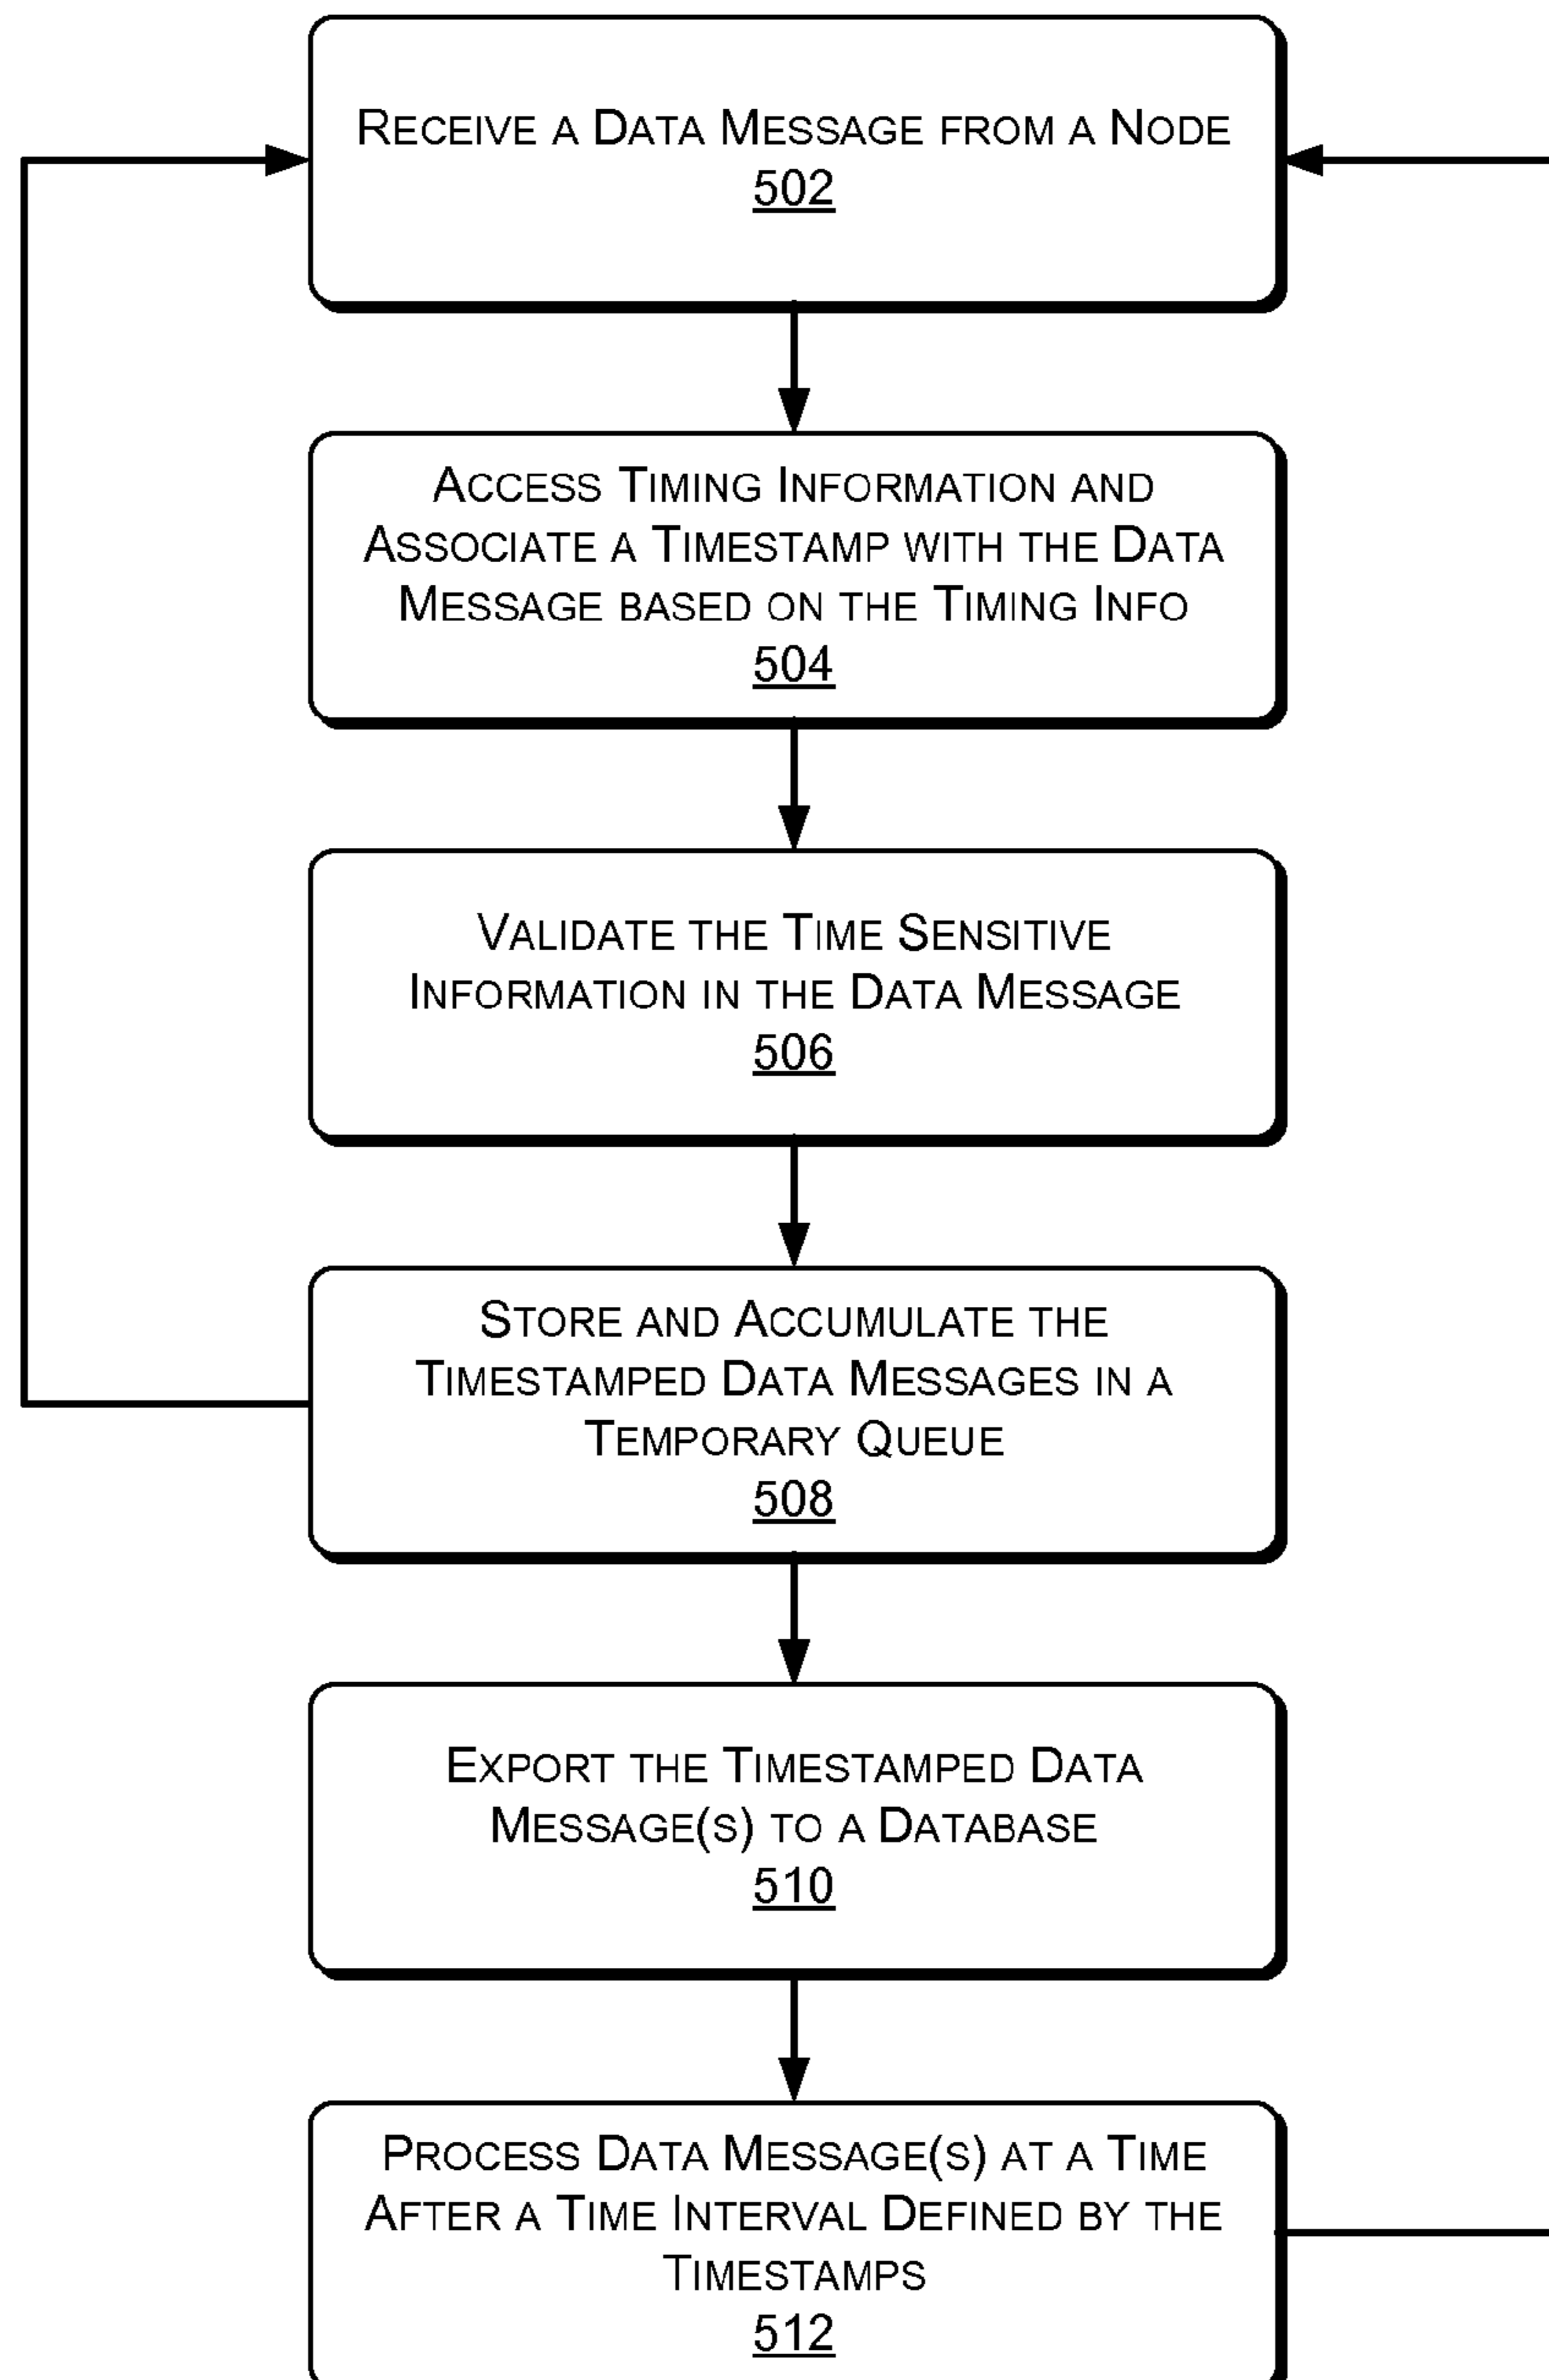 RECEIVE A DATA MESSAGE FROM A NODE
502
ACCESS TIMING INFORMATION AND
ASSOCIATE A TIMESTAMP WITH THE DATA
MESSAGE BASED ON THE TIMING INFO
504
VALIDATE THE TIME SENSITIVE
INFORMATION IN THE DATA MESSAGE
506
STORE AND ACCUMULATE THE
TIMESTAMPED DATA MESSAGES IN A
TEMPORARY QUEUE
508
EXPORT THE TIMESTAMPED DATA
MESSAGE(S) TO A DATABASE
510
PROCESS DATA MESSAGE(S) AT A TIME
AFTER A TIME INTERVAL DEFINED BY THE
TIMESTAMPS
512